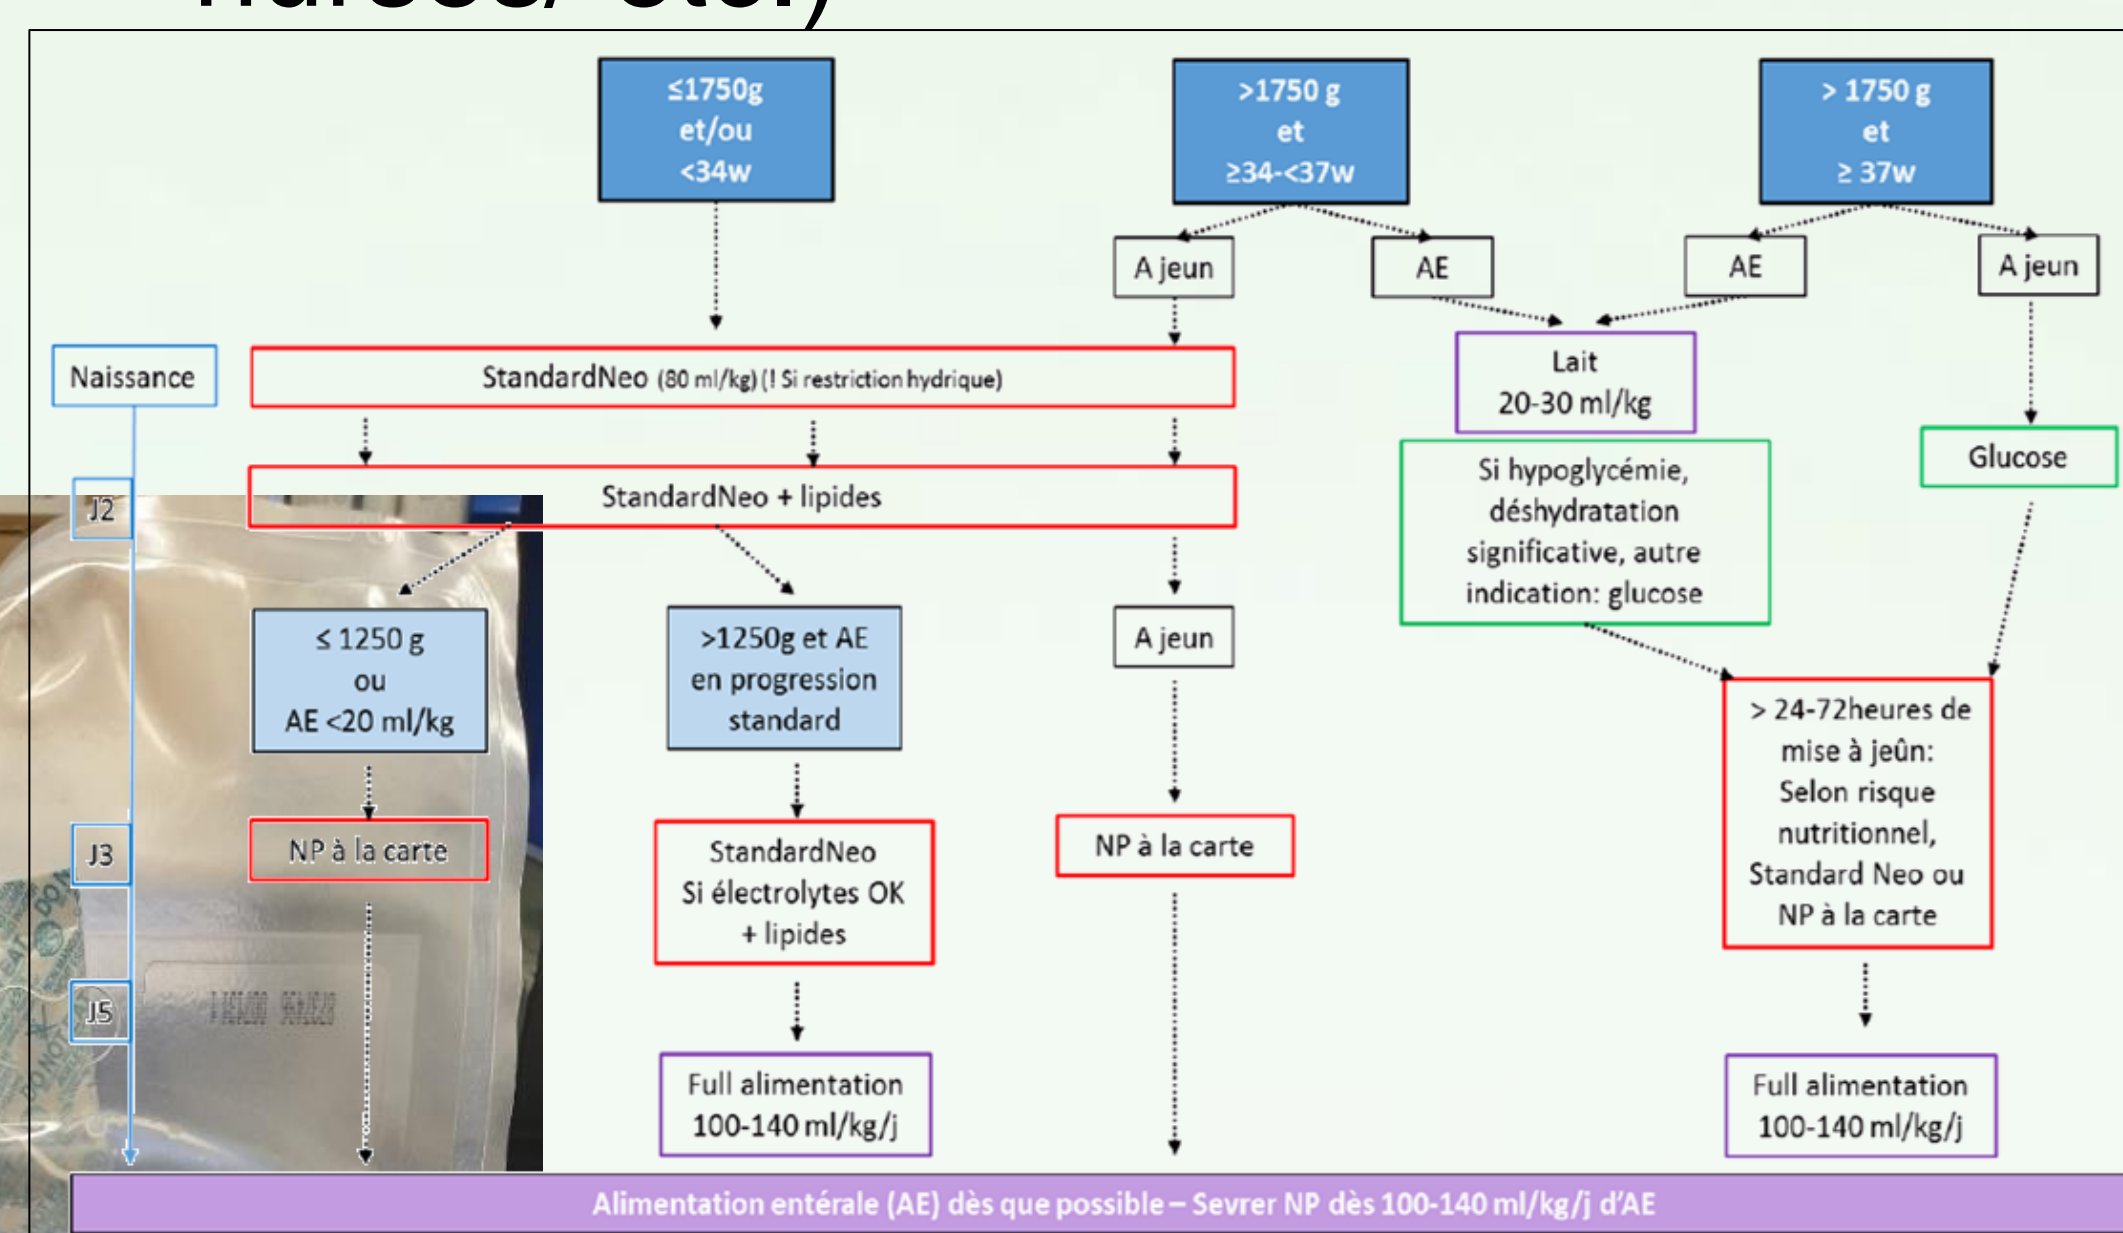 nurses/ etc.)
≤1750g
et/ou
<34w
>1750 g
et
≥34-<37w
> 1750 g
et
≥ 37w
A jeun
AE
AE
A jeun
Naissance
StandardNeo (80 ml/kg) (! Si restriction hydrique)
Lait
20-30 ml/kg
Glucose
J2
StandardNeo + lipides
Si hypoglycémie,
déshydratation
significative, autre
indication: glucose
≤ 1250 g
ou
AE <20 ml/kg
>1250g et AE
en progression
standard
A jeun
> 24-72heures de
mise à jeûn:
Selon risque
nutritionnel,
Standard Neo ou
NP à la carte
J3
NP à la carte
StandardNeo
Si électrolytes OK
+ lipides
NP à la carte
J5
Full alimentation
100-140 ml/kg/j
Full alimentation
100-140 ml/kg/j
Alimentation entérale (AE) dès que possible – Sevrer NP dès 100-140 ml/kg/j d'AE